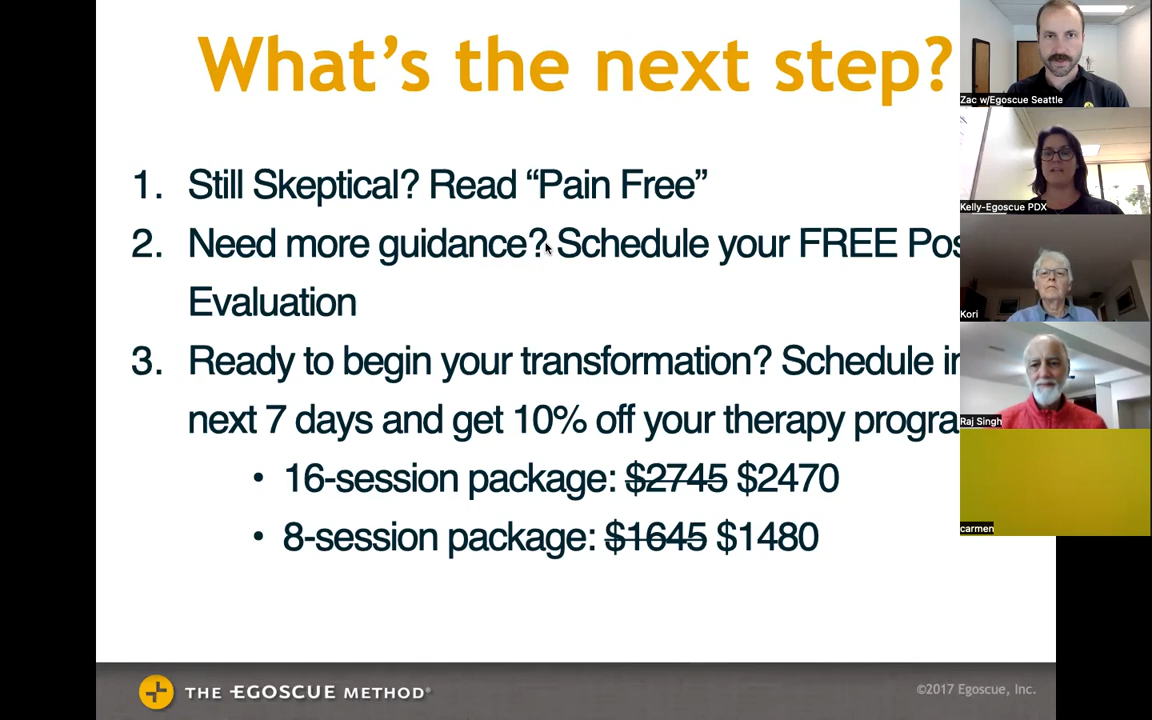 What's the next step?
1. Still Skeptical? Read “Pain Free”
2. Need more guidance? Schedule your FREE Pos
Evaluation
3. Ready to begin your transformation? Schedule in
next 7 days and get 10% off your therapy progra
• 16-session package: $2745 $2470
• 8-session package: $1645 $1480
THE EGOSCUE METHOD®
©2017 Egoscue, Inc.
Zac w/Egoscue Seattle
Kelly-Egoscue PDX
Kori
Raj Singh
carmen